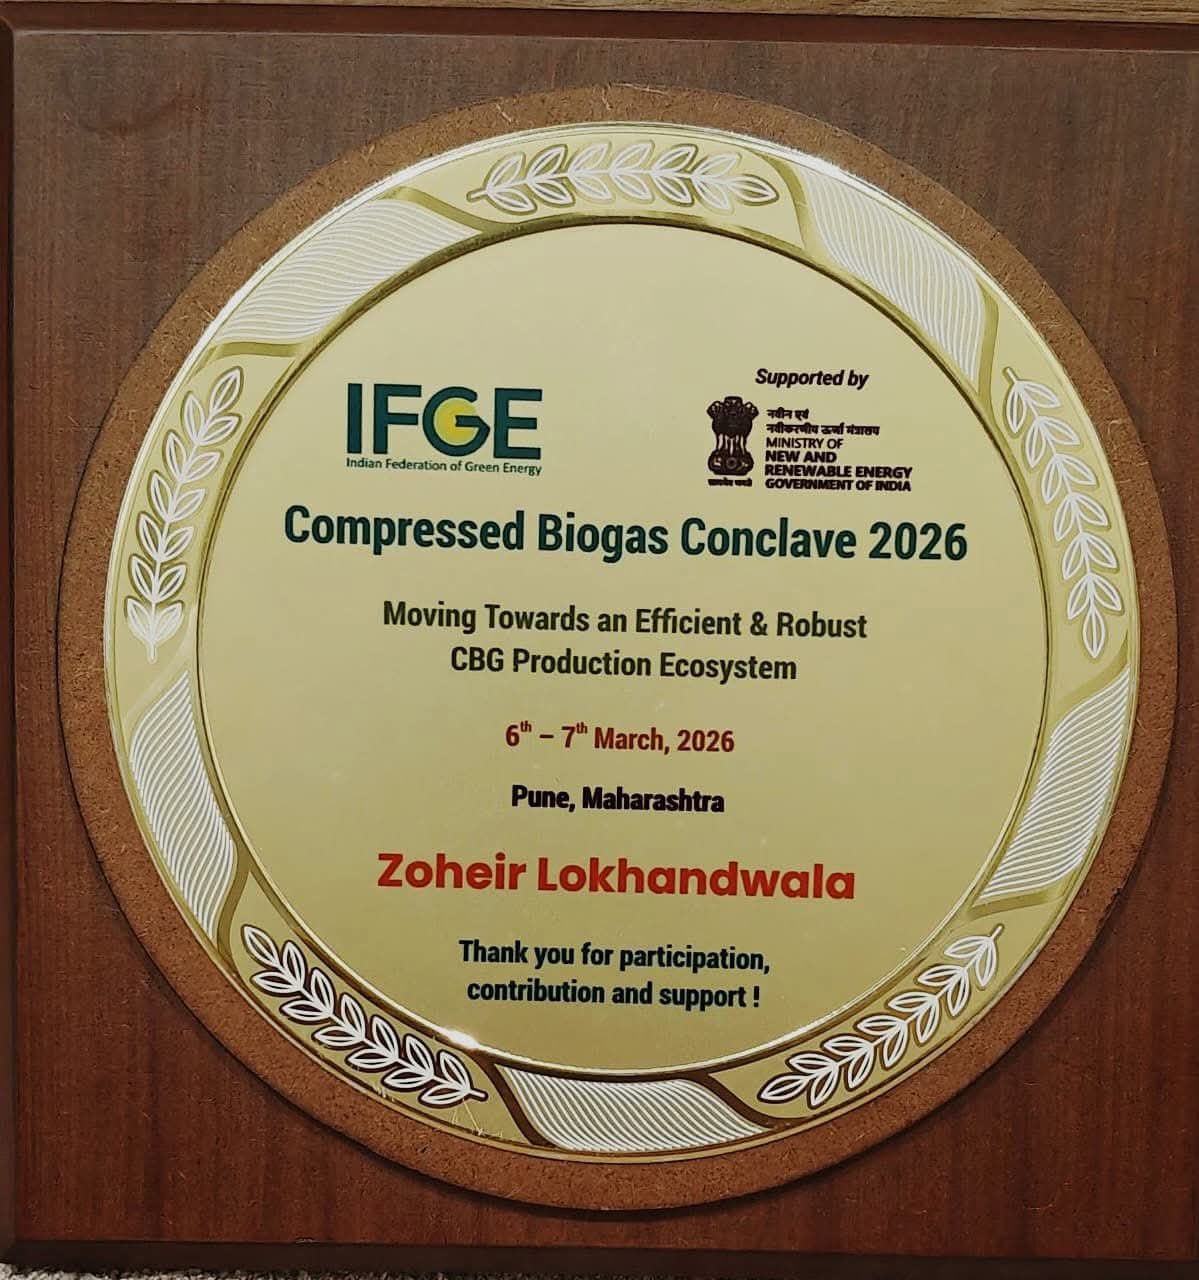 IFGE
Indian Federation of Green Energy
Supported by
नवीन एवं
नवीकरणीय ऊर्जा मंत्रालय
MINISTRY OF
NEW AND
RENEWABLE ENERGY
GOVERNMENT OF INDIA
सत्यमेव जयते
Compressed Biogas Conclave 2026
Moving Towards an Efficient & Robust
CBG Production Ecosystem
6th – 7th March, 2026
Pune, Maharashtra
Zoheir Lokhandwala
Thank you for participation,
contribution and support !